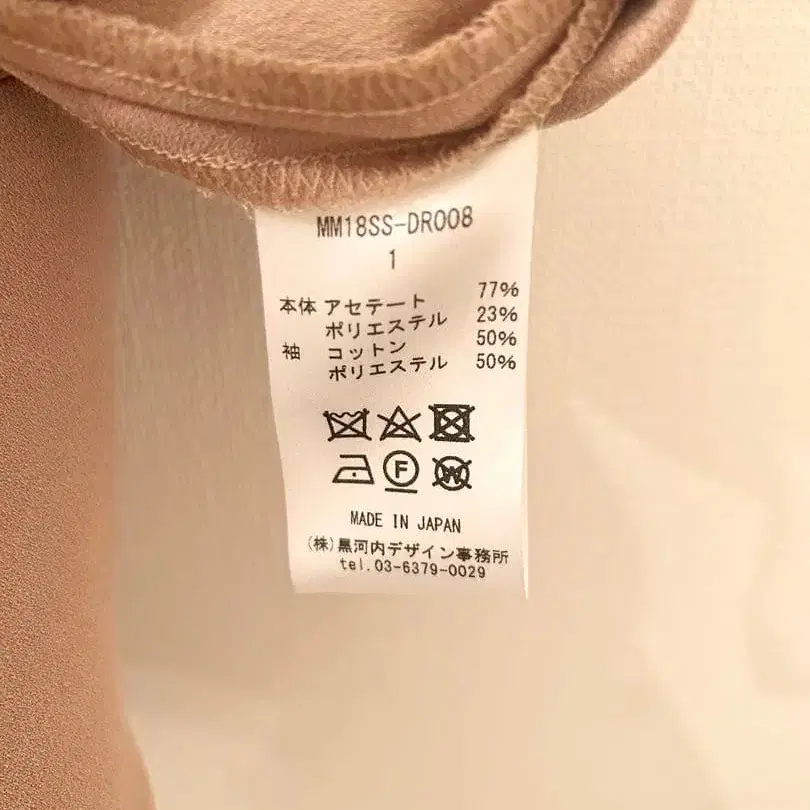 MM18SS-DR008
1
本体 アセテート 77%
ポリエステル 23%
袖 コットン 50%
ポリエステル 50%
F W
MADE IN JAPAN
(株)黒河内デザイン事務所
tel.03-6379-0029